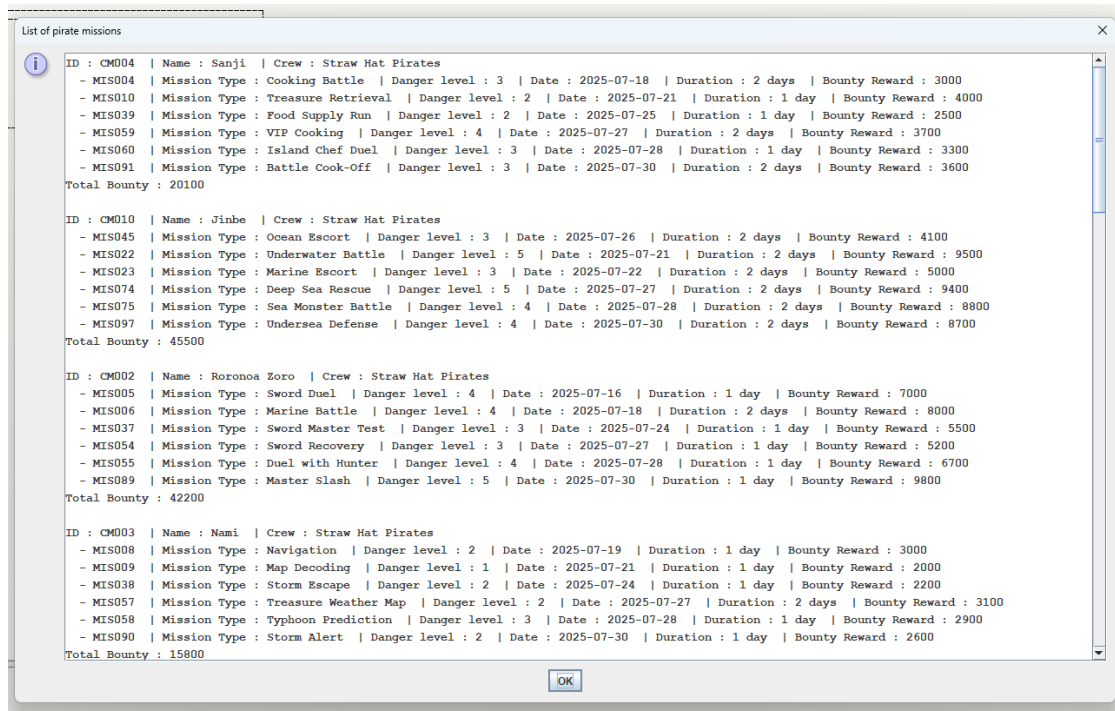 List of pirate missions
ID : CM004 | Name : Sanji | Crew : Straw Hat Pirates
- MIS004 | Mission Type : Cooking Battle | Danger level : 3 | Date : 2025-07-18 | Duration : 2 days | Bounty Reward : 3000
- MIS010 | Mission Type : Treasure Retrieval | Danger level : 2 | Date : 2025-07-21 | Duration : 1 day | Bounty Reward : 4000
- MIS039 | Mission Type : Food Supply Run | Danger level : 2 | Date : 2025-07-25 | Duration : 1 day | Bounty Reward : 2500
- MIS059 | Mission Type : VIP Cooking | Danger level : 4 | Date : 2025-07-27 | Duration : 2 days | Bounty Reward : 3700
- MIS060 | Mission Type : Island Chef Duel | Danger level : 3 | Date : 2025-07-28 | Duration : 1 day | Bounty Reward : 3300
- MIS091 | Mission Type : Battle Cook-Off | Danger level : 3 | Date : 2025-07-30 | Duration : 2 days | Bounty Reward : 3600
Total Bounty : 20100
ID : CM010 | Name : Jinbe | Crew : Straw Hat Pirates
- MIS045 | Mission Type : Ocean Escort | Danger level : 3 | Date : 2025-07-26 | Duration : 2 days | Bounty Reward : 4100
- MIS022 | Mission Type : Underwater Battle | Danger level : 5 | Date : 2025-07-21 | Duration : 2 days | Bounty Reward : 9500
- MIS023 | Mission Type : Marine Escort | Danger level : 3 | Date : 2025-07-22 | Duration : 2 days | Bounty Reward : 5000
- MIS074 | Mission Type : Deep Sea Rescue | Danger level : 5 | Date : 2025-07-27 | Duration : 2 days | Bounty Reward : 9400
- MIS075 | Mission Type : Sea Monster Battle | Danger level : 4 | Date : 2025-07-28 | Duration : 2 days | Bounty Reward : 8800
- MIS097 | Mission Type : Undersea Defense | Danger level : 4 | Date : 2025-07-30 | Duration : 2 days | Bounty Reward : 8700
Total Bounty : 45500
ID : CM002 | Name : Roronoa Zoro | Crew : Straw Hat Pirates
- MIS005 | Mission Type : Sword Duel | Danger level : 4 | Date : 2025-07-16 | Duration : 1 day | Bounty Reward : 7000
- MIS006 | Mission Type : Marine Battle | Danger level : 4 | Date : 2025-07-18 | Duration : 2 days | Bounty Reward : 8000
- MIS037 | Mission Type : Sword Master Test | Danger level : 3 | Date : 2025-07-24 | Duration : 1 day | Bounty Reward : 5500
- MIS054 | Mission Type : Sword Recovery | Danger level : 3 | Date : 2025-07-27 | Duration : 1 day | Bounty Reward : 5200
- MIS055 | Mission Type : Duel with Hunter | Danger level : 4 | Date : 2025-07-28 | Duration : 1 day | Bounty Reward : 6700
- MIS089 | Mission Type : Master Slash | Danger level : 5 | Date : 2025-07-30 | Duration : 1 day | Bounty Reward : 9800
Total Bounty : 42200
ID : CM003 | Name : Nami | Crew : Straw Hat Pirates
- MIS008 | Mission Type : Navigation | Danger level : 2 | Date : 2025-07-19 | Duration : 1 day | Bounty Reward : 3000
- MIS009 | Mission Type : Map Decoding | Danger level : 1 | Date : 2025-07-21 | Duration : 1 day | Bounty Reward : 2000
- MIS038 | Mission Type : Storm Escape | Danger level : 2 | Date : 2025-07-24 | Duration : 1 day | Bounty Reward : 2200
- MIS057 | Mission Type : Treasure Weather Map | Danger level : 2 | Date : 2025-07-27 | Duration : 2 days | Bounty Reward : 3100
- MIS058 | Mission Type : Typhoon Prediction | Danger level : 3 | Date : 2025-07-28 | Duration : 1 day | Bounty Reward : 2900
- MIS090 | Mission Type : Storm Alert | Danger level : 2 | Date : 2025-07-30 | Duration : 1 day | Bounty Reward : 2600
Total Bounty : 15800
OK